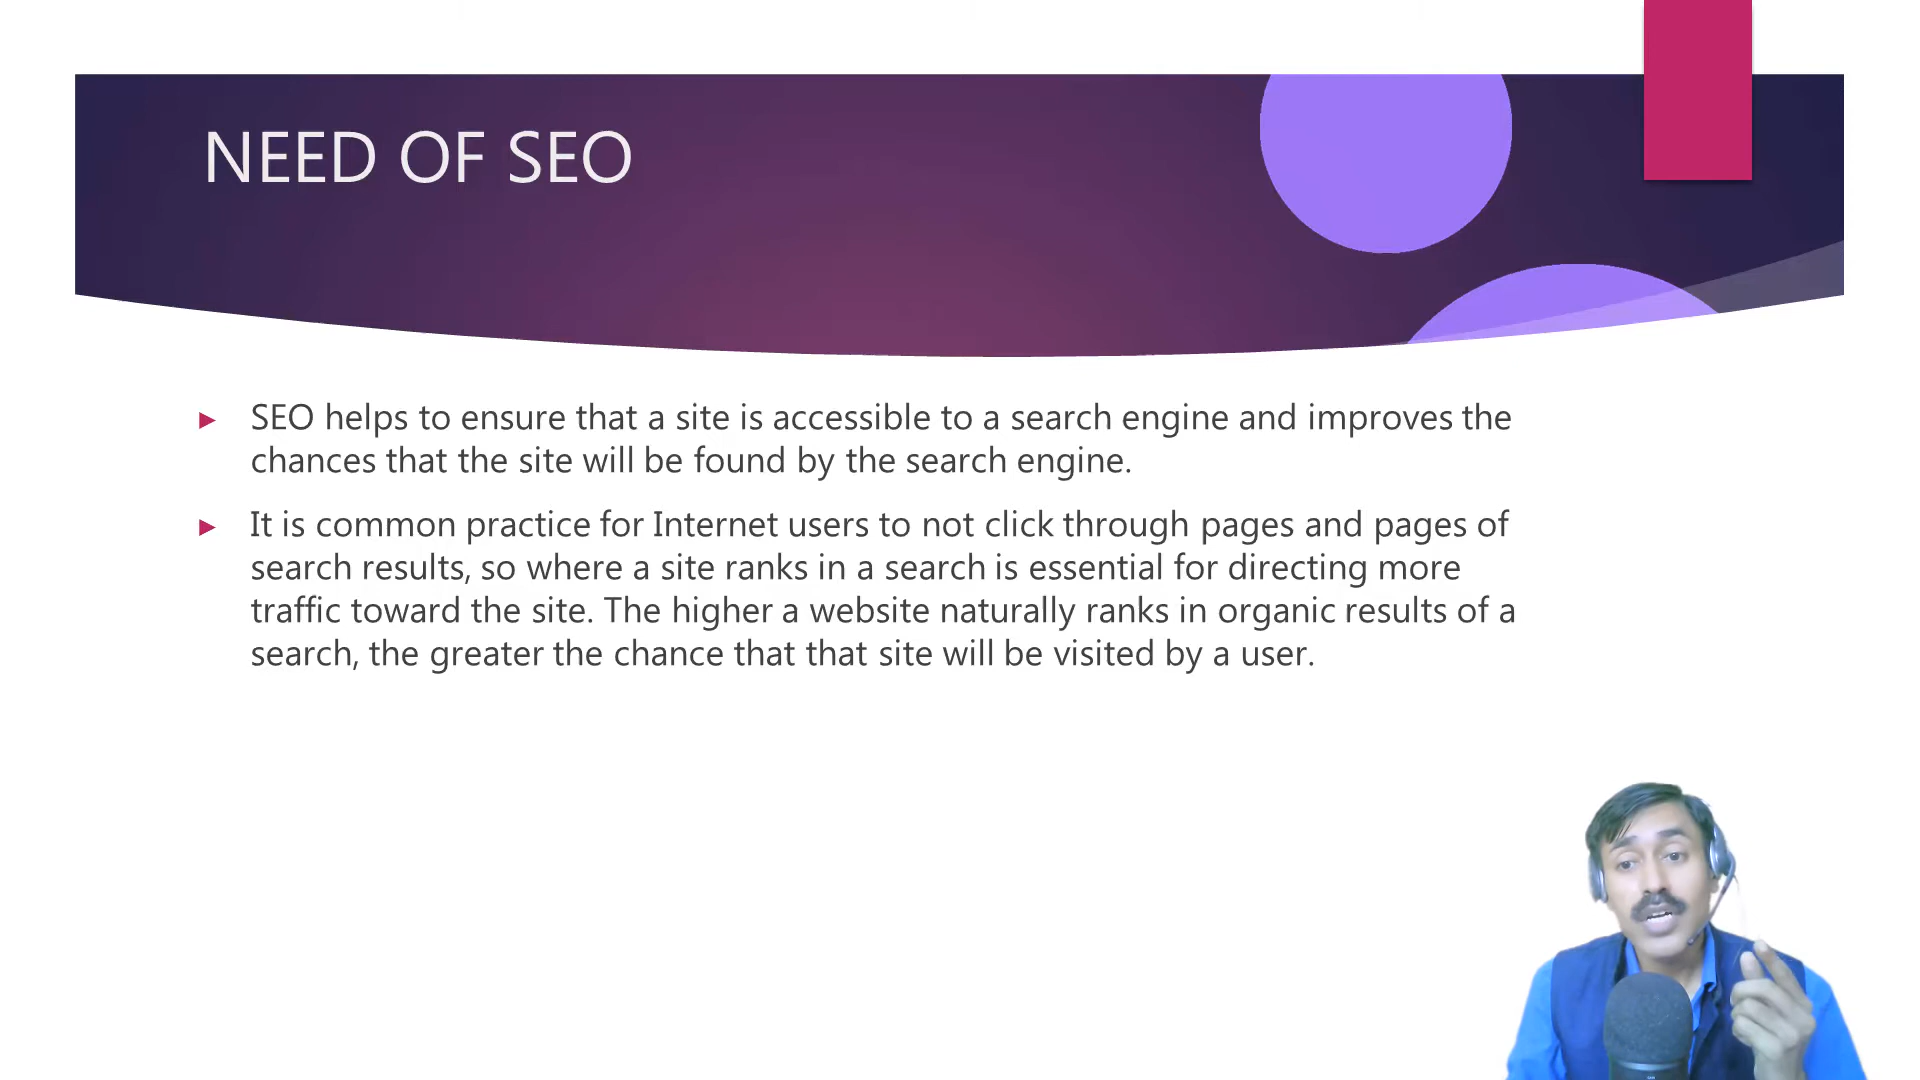 NEED OF SEO
SEO helps to ensure that a site is accessible to a search engine and improves the
chances that the site will be found by the search engine.
It is common practice for Internet users to not click through pages and pages of
search results, so where a site ranks in a search is essential for directing more
traffic toward the site. The higher a website naturally ranks in organic results of a
search, the greater the chance that that site will be visited by a user.